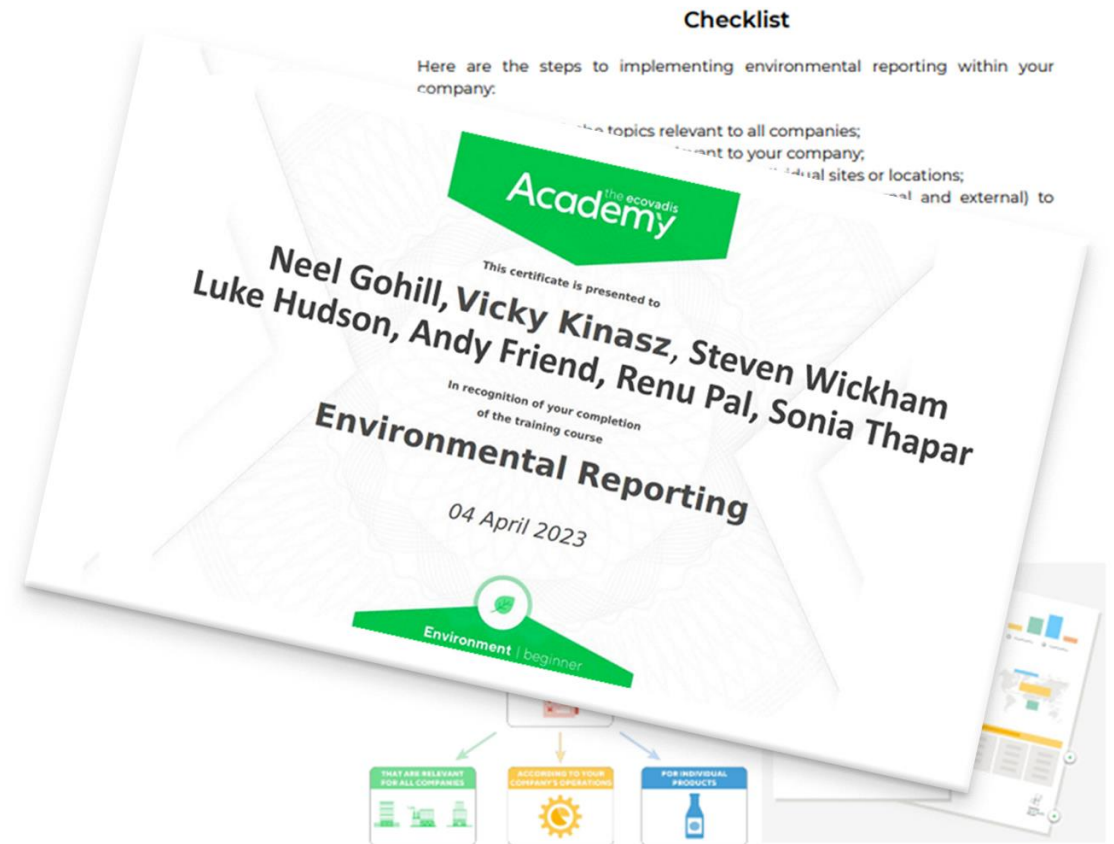 Checklist
Here are the steps to implementing environmental reporting within your
company:
topics relevant to all companies;
to your company;
sites or locations;
and external) to
the ecovadis
Academy
This certificate is presented to
Neel Gohill, Vicky Kinasz, Steven Wickham
Luke Hudson, Andy Friend, Renu Pal, Sonia Thapar
In recognition of your completion
of the training course
Environmental Reporting
04 April 2023
Environment | beginner
THAT ARE RELEVANT
FOR ALL COMPANIES
ACCORDING TO YOUR
COMPANY'S OPERATIONS
FOR INDIVIDUAL
PRODUCTS